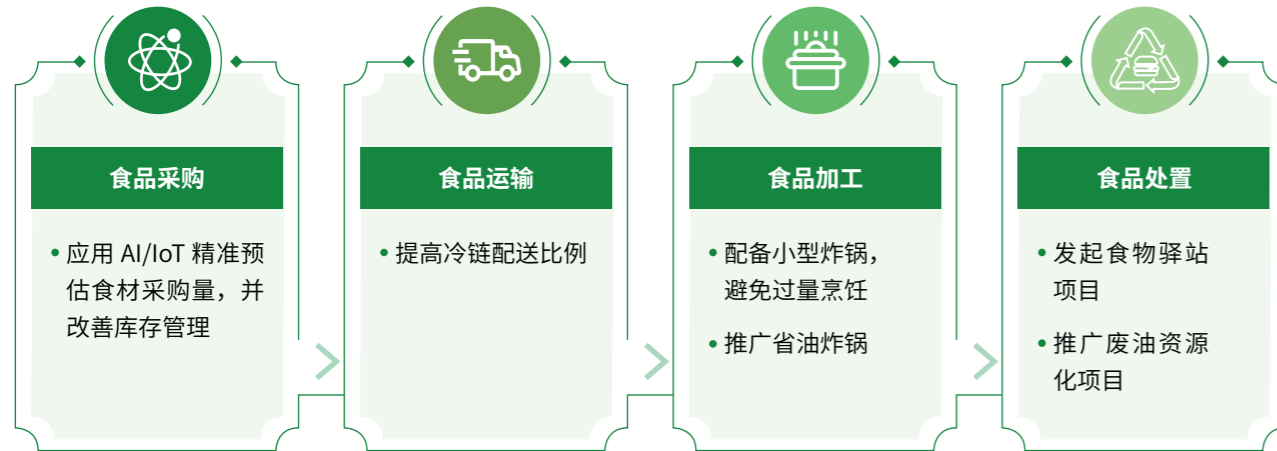 食品采购
应用 AI/IoT 精准预
估食材采购量，并
改善库存管理
食品运输
提高冷链配送比例
食品加工
配备小型炸锅，
避免过量烹饪
推广省油炸锅
食品处置
发起食物驿站
项目
推广废油资源
化项目